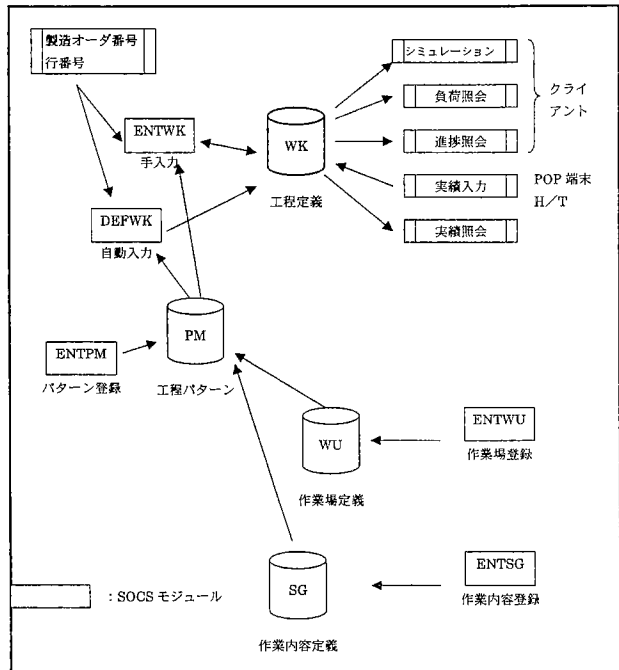 製造オーダ番号
行番号
シミュレーション
負荷照会
進捗照会
実績入力
実績照会
クライ
アント
POP 端末
H／T
ENTWK
手入力
WK
工程定義
DEFWK
自動入力
PM
工程パターン
ENTPM
パターン登録
WU
作業場定義
ENTWU
作業場登録
SG
作業内容定義
ENTSG
作業内容登録
：SOCS モジュール